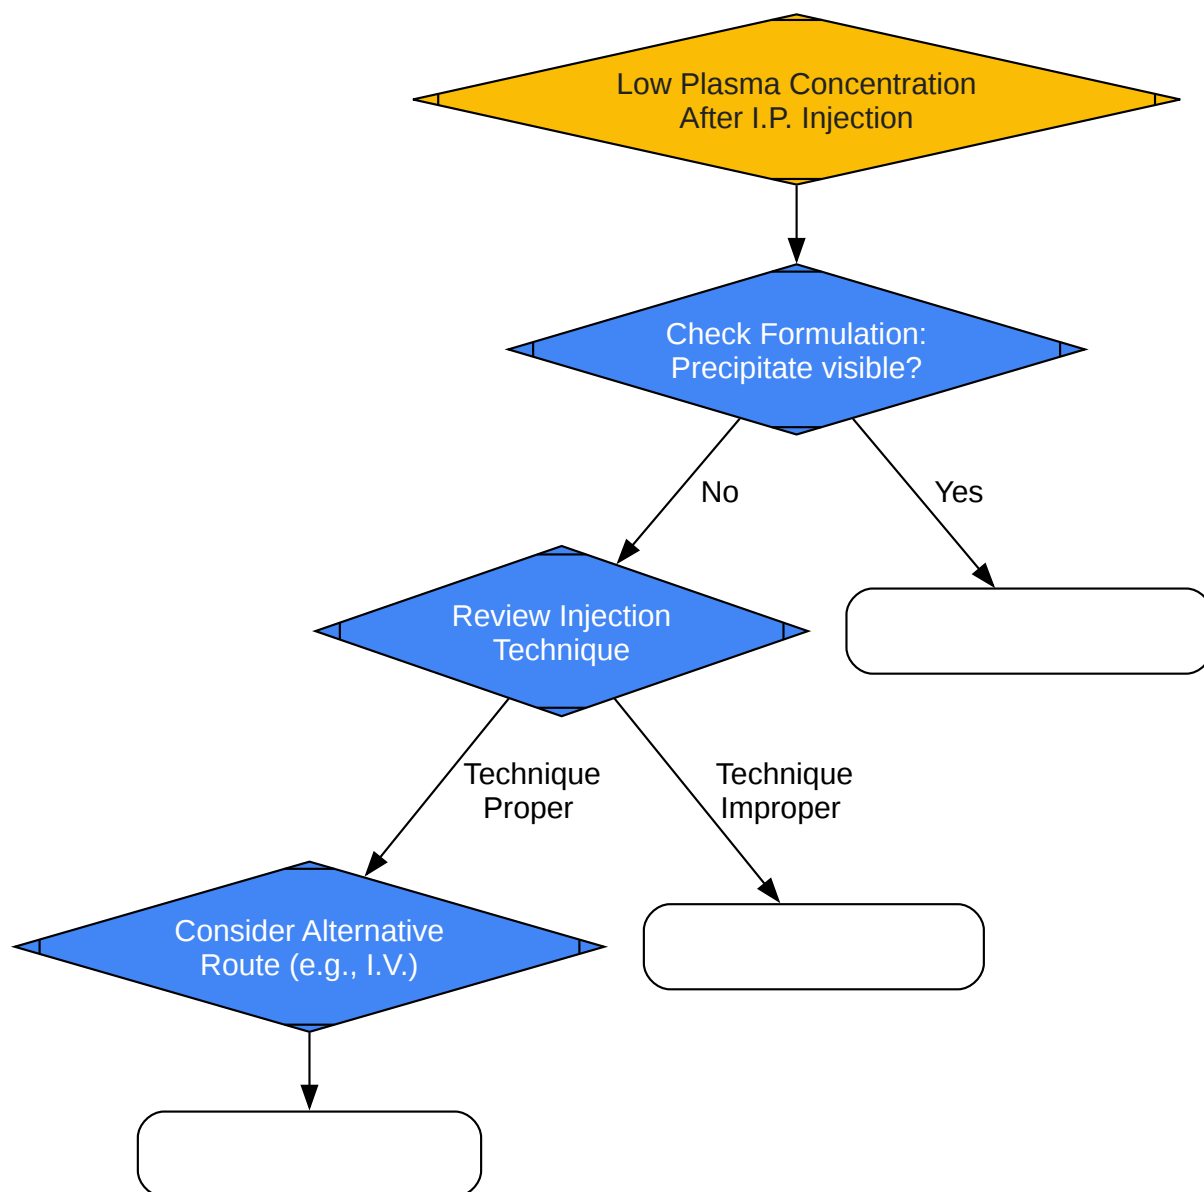 Low Plasma Concentration
After I.P. Injection
Check Formulation:
Precipitate visible?
No
Yes
Review Injection
Technique
Technique
Proper
Technique
Improper
Consider Alternative
Route (e.g., I.V.)